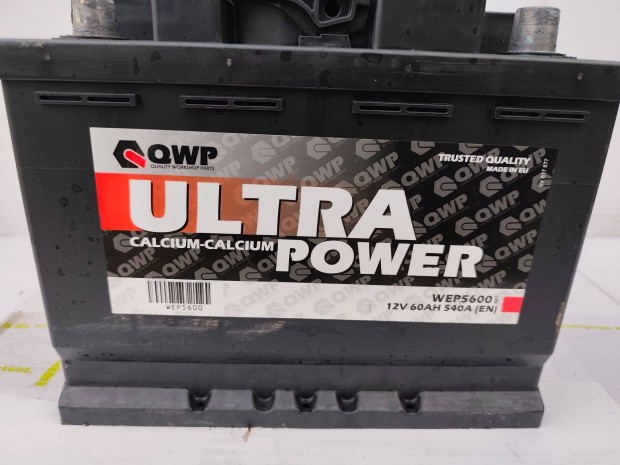 QWP
QUALITY WORKSHOP PARTS
TRUSTED QUALITY
MADE IN EU
ULTRA
CALCIUM-CALCIUM
POWER
WEP5600
WEP5600
12V 60AH 540A (EN)